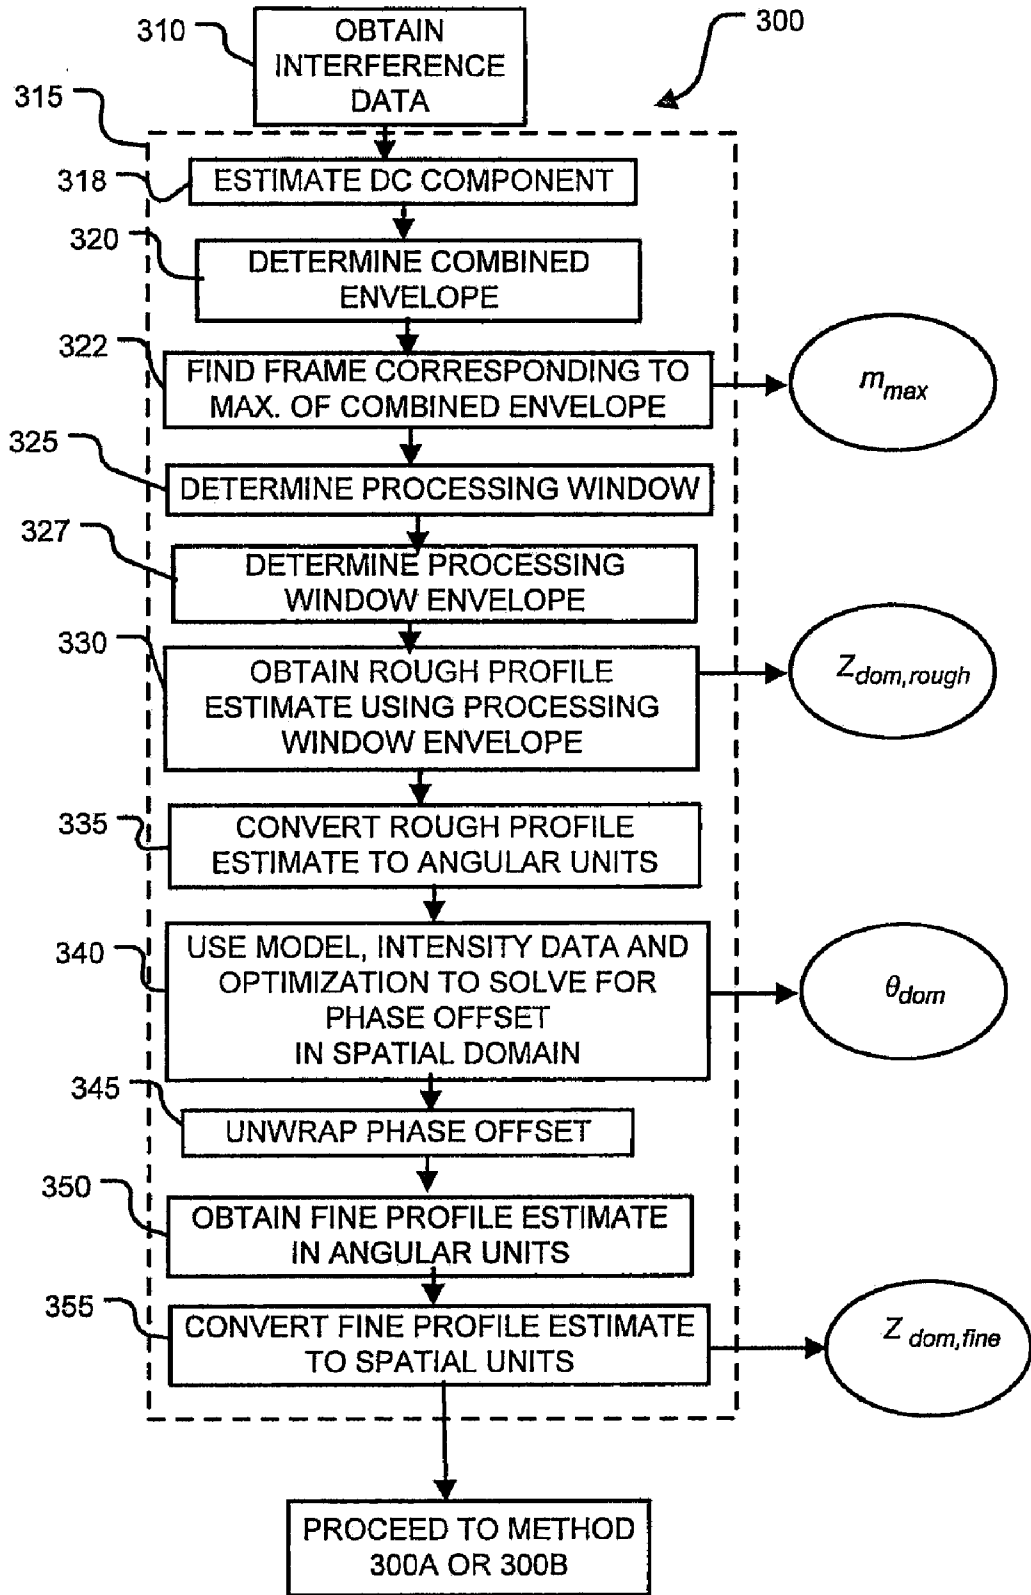 310
OBTAIN
INTERFERENCE
DATA
300
315
318
ESTIMATE DC COMPONENT
320
DETERMINE COMBINED
ENVELOPE
322
FIND FRAME CORRESPONDING TO
MAX. OF COMBINED ENVELOPE
m_max
325
DETERMINE PROCESSING WINDOW
327
DETERMINE PROCESSING
WINDOW ENVELOPE
330
OBTAIN ROUGH PROFILE
ESTIMATE USING PROCESSING
WINDOW ENVELOPE
Z_dom,rough
335
CONVERT ROUGH PROFILE
ESTIMATE TO ANGULAR UNITS
340
USE MODEL, INTENSITY DATA AND
OPTIMIZATION TO SOLVE FOR
PHASE OFFSET
IN SPATIAL DOMAIN
θ_dom
345
UNWRAP PHASE OFFSET
350
OBTAIN FINE PROFILE ESTIMATE
IN ANGULAR UNITS
355
CONVERT FINE PROFILE ESTIMATE
TO SPATIAL UNITS
Z_dom,fine
PROCEED TO METHOD
300A OR 300B